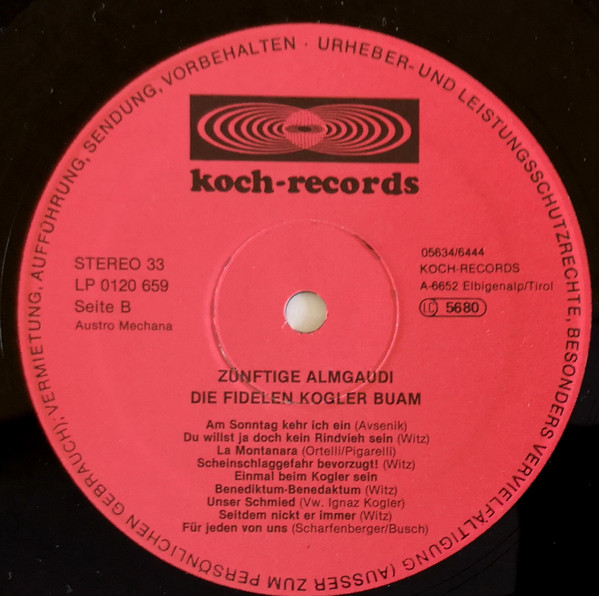 URHEBER- UND LEISTUNGSSCHUTZRECHTE, BESONDERS VERVIELFÄLTIGUNG (AUSSER ZUM PERSÖNLICHEN GEBRAUCH), VERMIETUNG, AUFFÜHRUNG, SENDUNG, VORBEHALTEN ·
koch-records
STEREO 33
LP 0120 659
Seite B
Austro Mechana
05634/6444
KOCH-RECORDS
A-6652 Elbigenalp/Tirol
LC 5680
ZÜNFTIGE ALMGAUDI
DIE FIDELEN KOGLER BUAM
Am Sonntag kehr ich ein (Avsenik)
Du willst ja doch kein Rindvieh sein (Witz)
La Montanara (Ortelli/Pigarelli)
Scheinschlaggefahr bevorzugt! (Witz)
Einmal beim Kogler sein
Benediktum-Benedaktum (Witz)
Unser Schmied (Vw. Ignaz Kogler)
Seitdem nickt er immer (Witz)
Für jeden von uns (Scharfenberger/Busch)